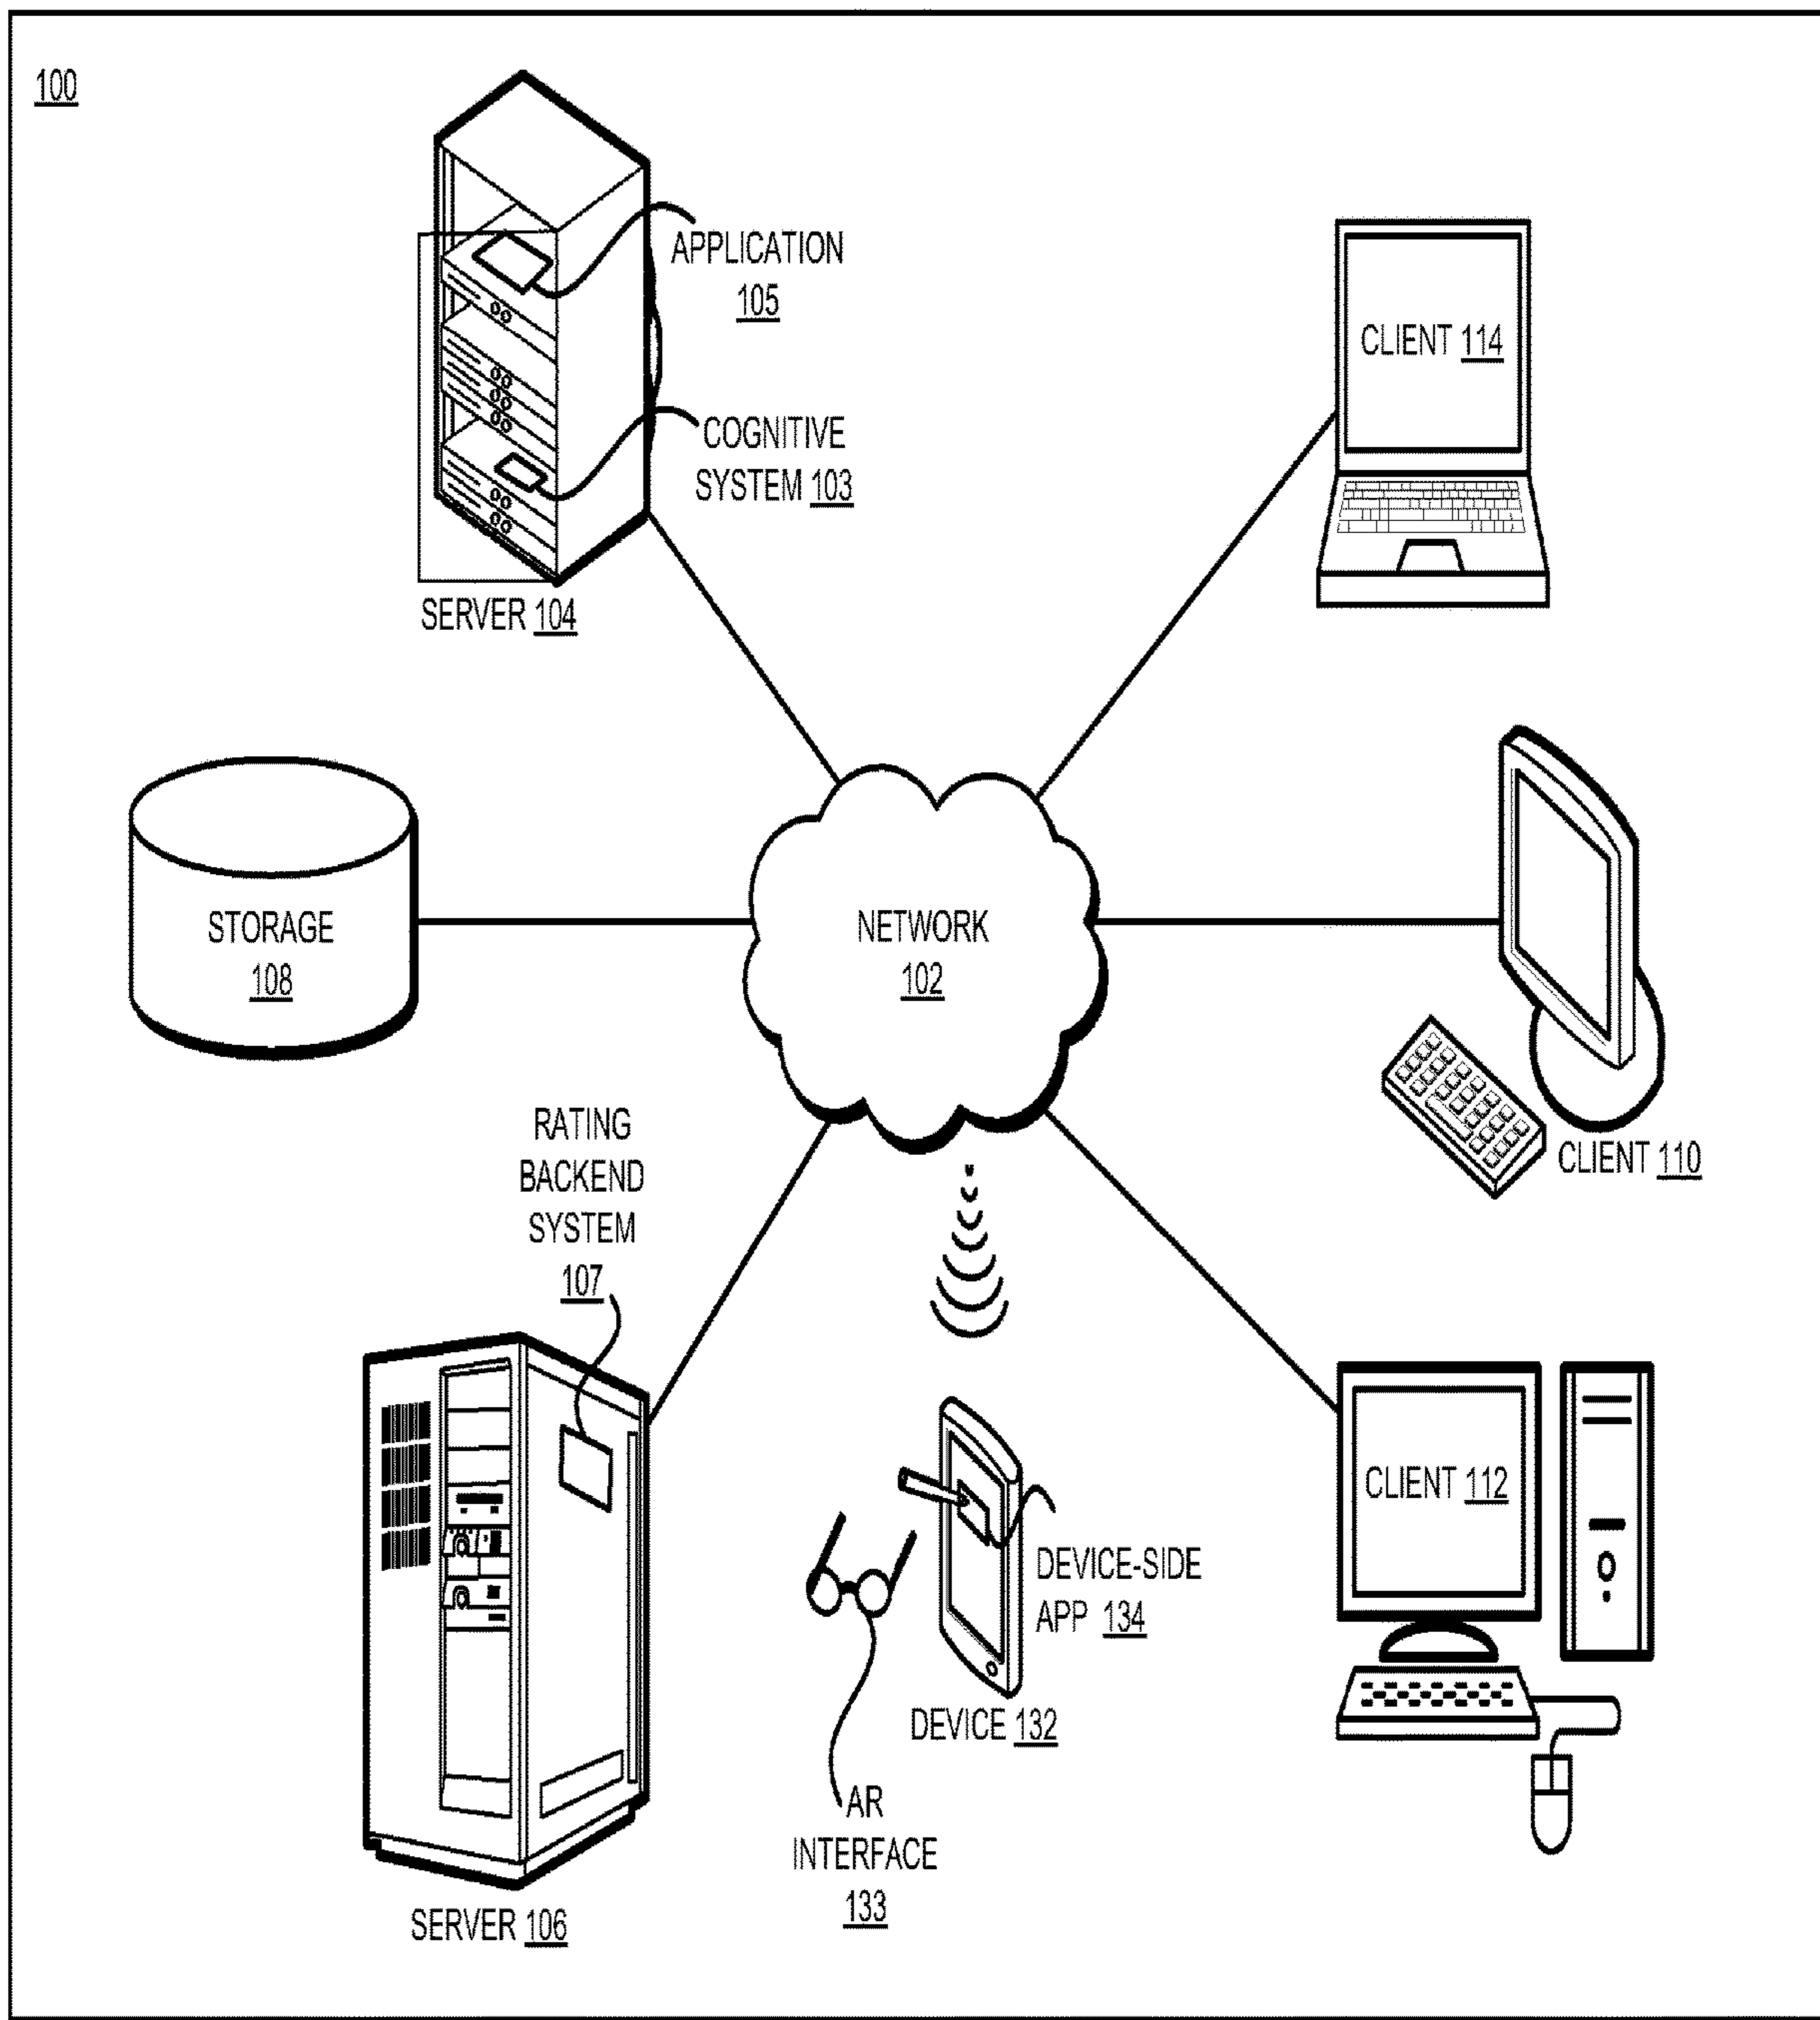 100
APPLICATION
105
COGNITIVE
SYSTEM 103
SERVER 104
CLIENT 114
STORAGE
108
NETWORK
102
CLIENT 110
RATING
BACKEND
SYSTEM
107
SERVER 106
DEVICE-SIDE
APP 134
DEVICE 132
AR
INTERFACE
133
CLIENT 112